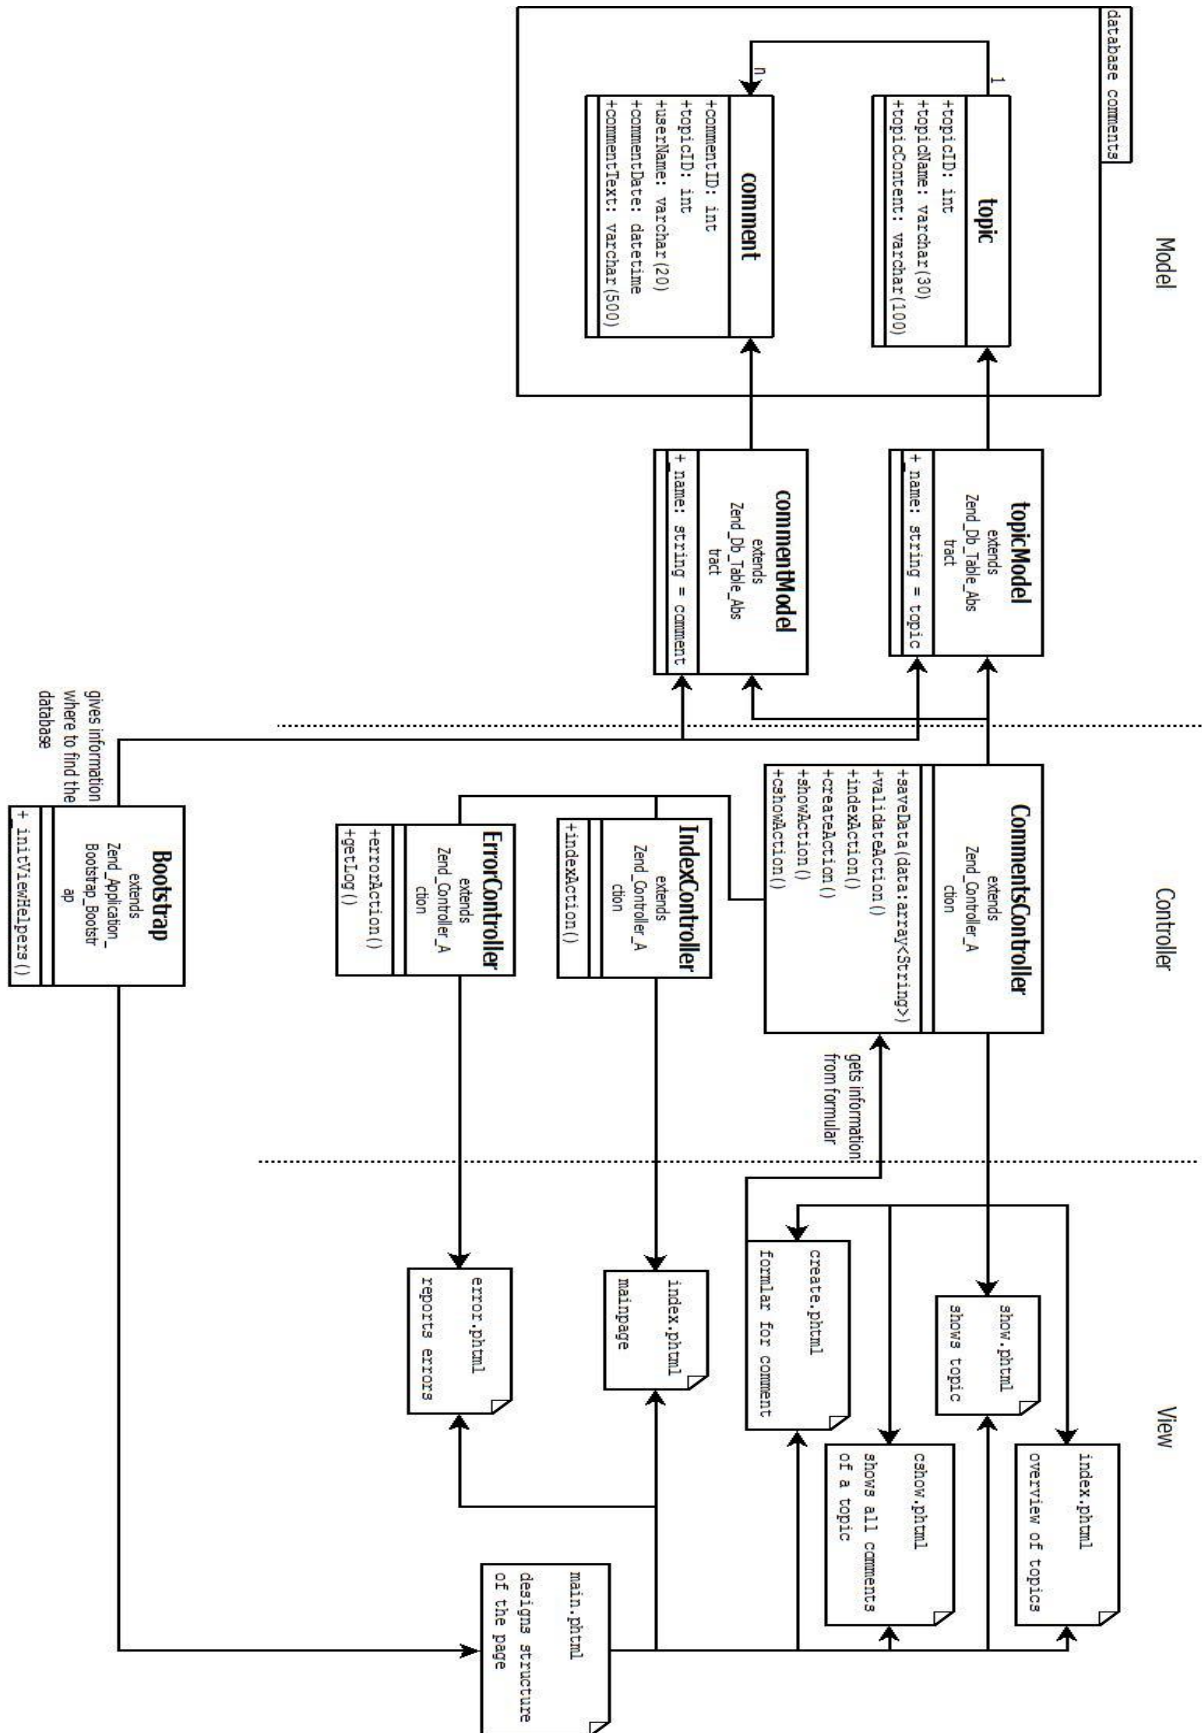 Model
Controller
View
database comments
1
n
topic
+topicID: int
+topicName: varchar(30)
+topicContent: varchar(100)
comment
+commentID: int
+topicID: int
+userName: varchar(20)
+commentDate: datetime
+commentText: varchar(500)
topicModel
extends
Zend_Db_Table_Abs
tract
+_name: string = topic
commentModel
extends
Zend_Db_Table_Abs
tract
+_name: string = comment
CommentsController
extends
Zend_Controller_A
ction
+saveData(data:array<String>)
+validateAction()
+indexAction()
+createAction()
+showAction()
+cshowAction()
gets information
from formular
IndexController
extends
Zend_Controller_A
ction
+indexAction()
ErrorController
extends
Zend_Controller_A
ction
+errorAction()
+getLog()
gives information
where to find the
database
Bootstrap
extends
Zend_Application_
Bootstrap_Bootstr
ap
+_initViewHelpers()
index.phtml
overview of topics
show.phtml
shows topic
cshow.phtml
shows all comments
of a topic
create.phtml
formlar for comment
index.phtml
mainpage
error.phtml
reports errors
main.phtml
designs structure
of the page